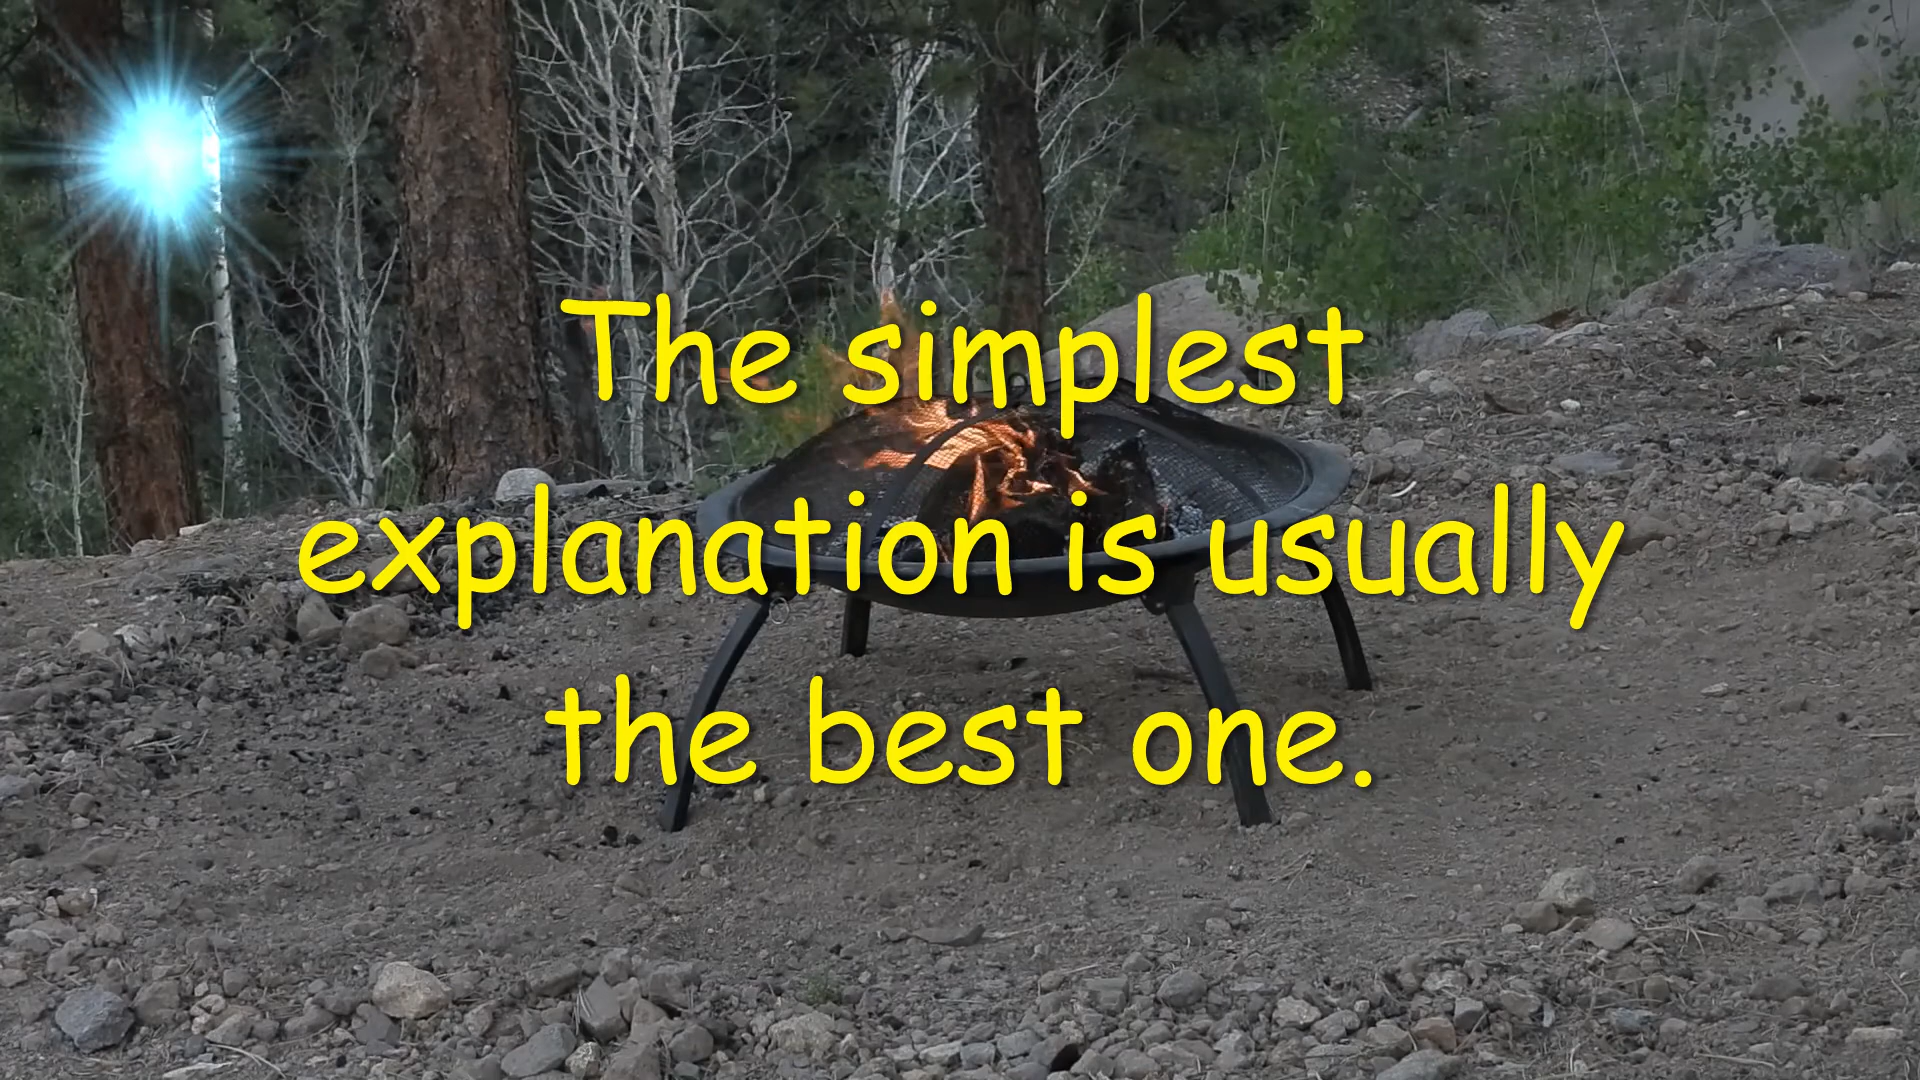 The simplest
explanation is usually
the best one.